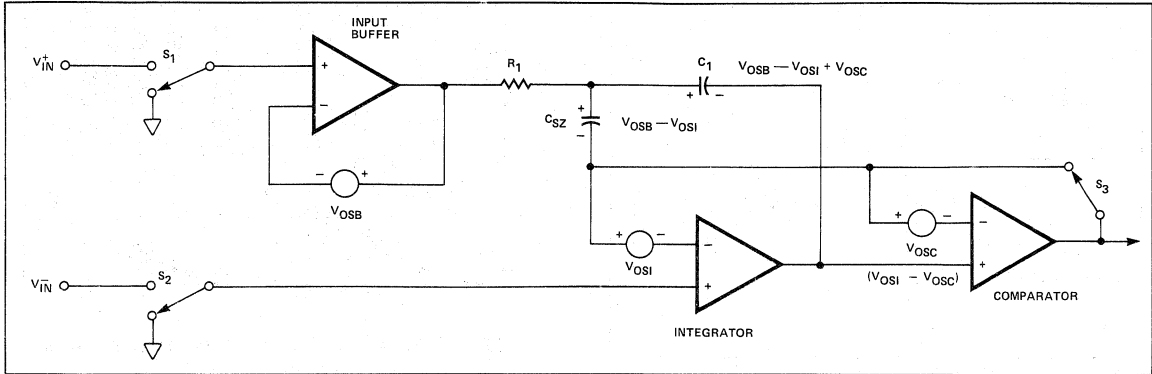 INPUT
BUFFER
V+IN
S1
+
−
R1
C1
VOSB — VOSI + VOSC
+
−
+
CSZ
VOSB — VOSI
−
−
+
VOSB
S3
+
−
−
VOSI
+
−
−
VOSC
V−IN
S2
+
(VOSI − VOSC)
+
COMPARATOR
INTEGRATOR